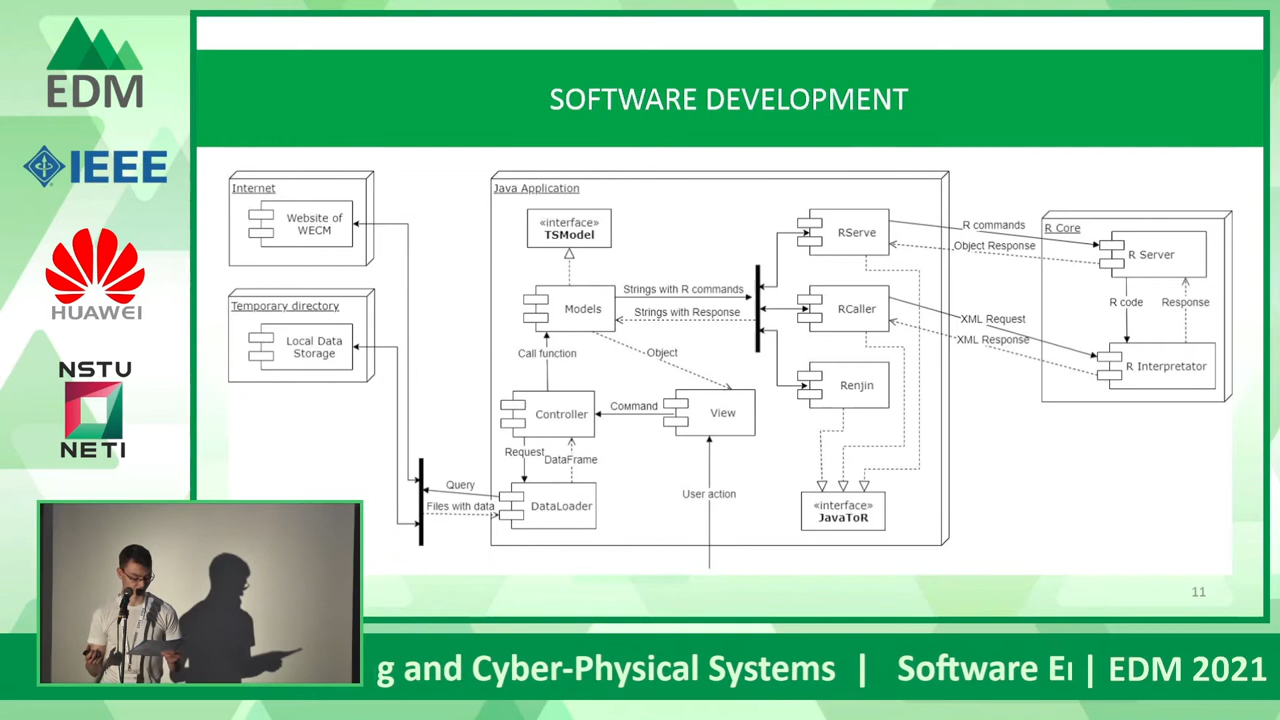 EDM
IEEE
HUAWEI
NSTU
NETI
SOFTWARE DEVELOPMENT
Internet
Website of
WECM
Temporary directory
Local Data
Storage
Java Application
«interface»
TSModel
Models
Strings with R commands
Strings with Response
Call function
Object
Controller
Command
View
Request
DataFrame
Query
Files with data
DataLoader
User action
RServe
RCaller
Renjin
«interface»
JavaToR
R commands
Object Response
XML Request
XML Response
R Core
R Server
R code
Response
R Interpretator
11
g and Cyber-Physical Systems | Software E | EDM 2021